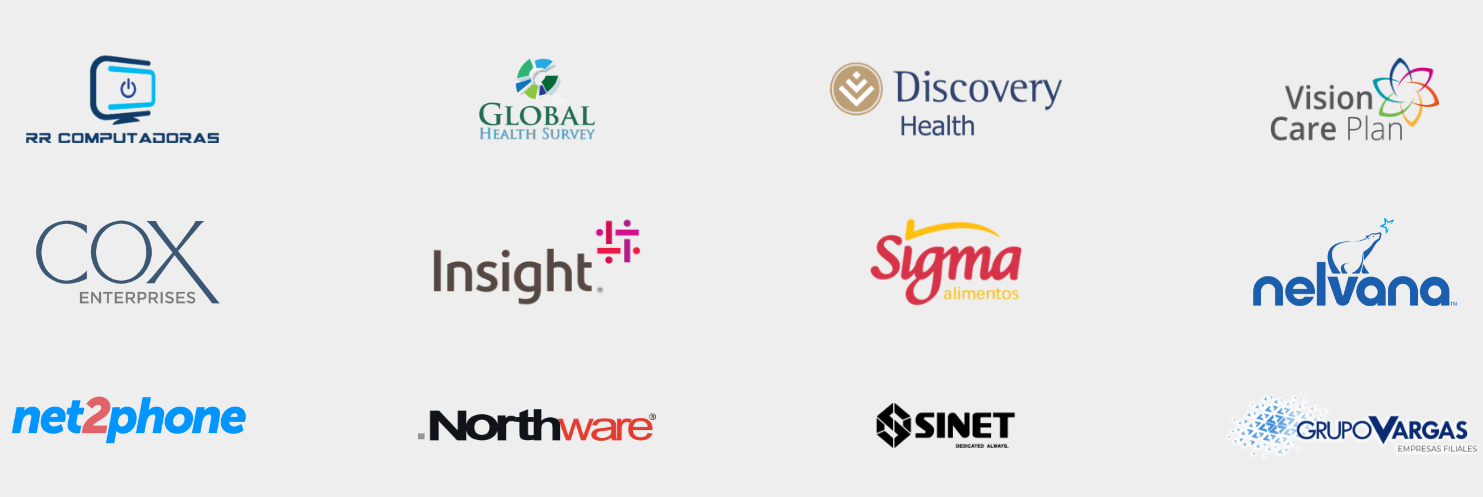 RR COMPUTADORAS
GLOBAL
HEALTH SURVEY
Discovery
Health
Vision
Care Plan
COX
ENTERPRISES
Insight®
Sigma
alimentos
nelvana™
net2phone
.Northware®
SINET
DEDICATED ALWAYS.
GRUPOVARGAS
EMPRESAS FILIALES